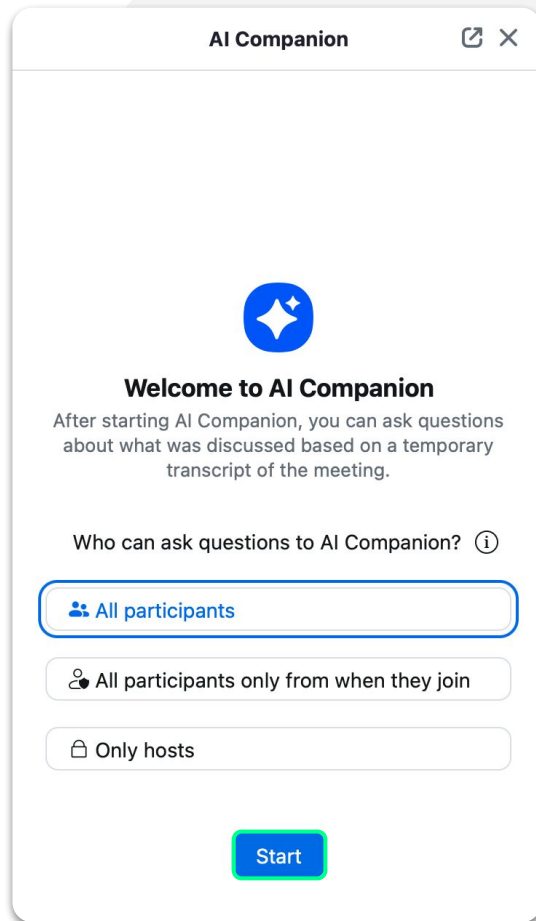 AI Companion
Welcome to AI Companion
After starting AI Companion, you can ask questions
about what was discussed based on a temporary
transcript of the meeting.
Who can ask questions to AI Companion?
All participants
All participants only from when they join
Only hosts
Start